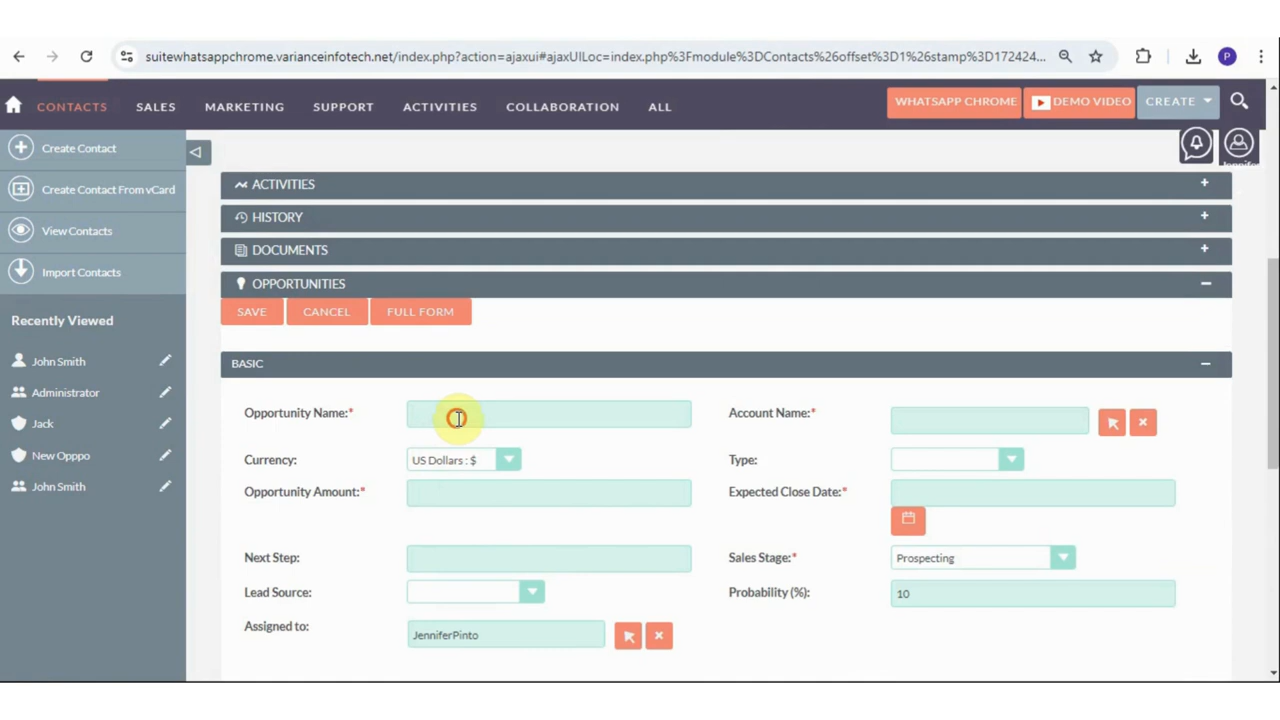 suitewhatsappchrome.varianceinfotech.net/index.php?action=ajaxui#ajaxUILoc=index.php%3Fmodule%3DContacts%26offset%3D1%26stamp%3D172424... P
CONTACTS SALES MARKETING SUPPORT ACTIVITIES COLLABORATION ALL WHATSAPP CHROME DEMO VIDEO CREATE
Create Contact
Create Contact From vCard
View Contacts
Import Contacts
Recently Viewed
John Smith
Administrator
Jack
New Opppo
John Smith
ACTIVITIES
HISTORY
DOCUMENTS
OPPORTUNITIES
SAVE CANCEL FULL FORM
BASIC
Opportunity Name:* Account Name:*
Currency: US Dollars : $ Type:
Opportunity Amount:* Expected Close Date:*
Next Step: Sales Stage:* Prospecting
Lead Source: Probability (%): 10
Assigned to: JenniferPinto